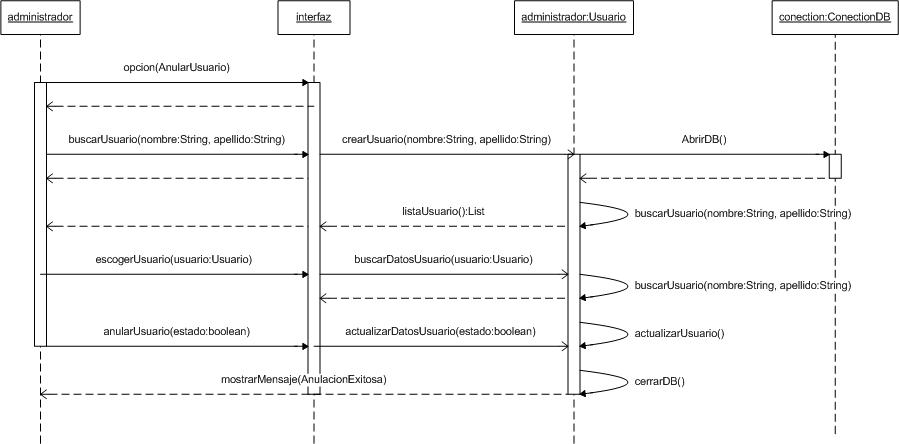 administrador
interfaz
administrador:Usuario
conection:ConectionDB
opcion(AnularUsuario)
buscarUsuario(nombre:String, apellido:String)
crearUsuario(nombre:String, apellido:String)
AbrirDB()
listaUsuario():List
buscarUsuario(nombre:String, apellido:String)
escogerUsuario(usuario:Usuario)
buscarDatosUsuario(usuario:Usuario)
buscarUsuario(nombre:String, apellido:String)
anularUsuario(estado:boolean)
actualizarDatosUsuario(estado:boolean)
actualizarUsuario()
mostrarMensaje(AnulacionExitosa)
cerrarDB()